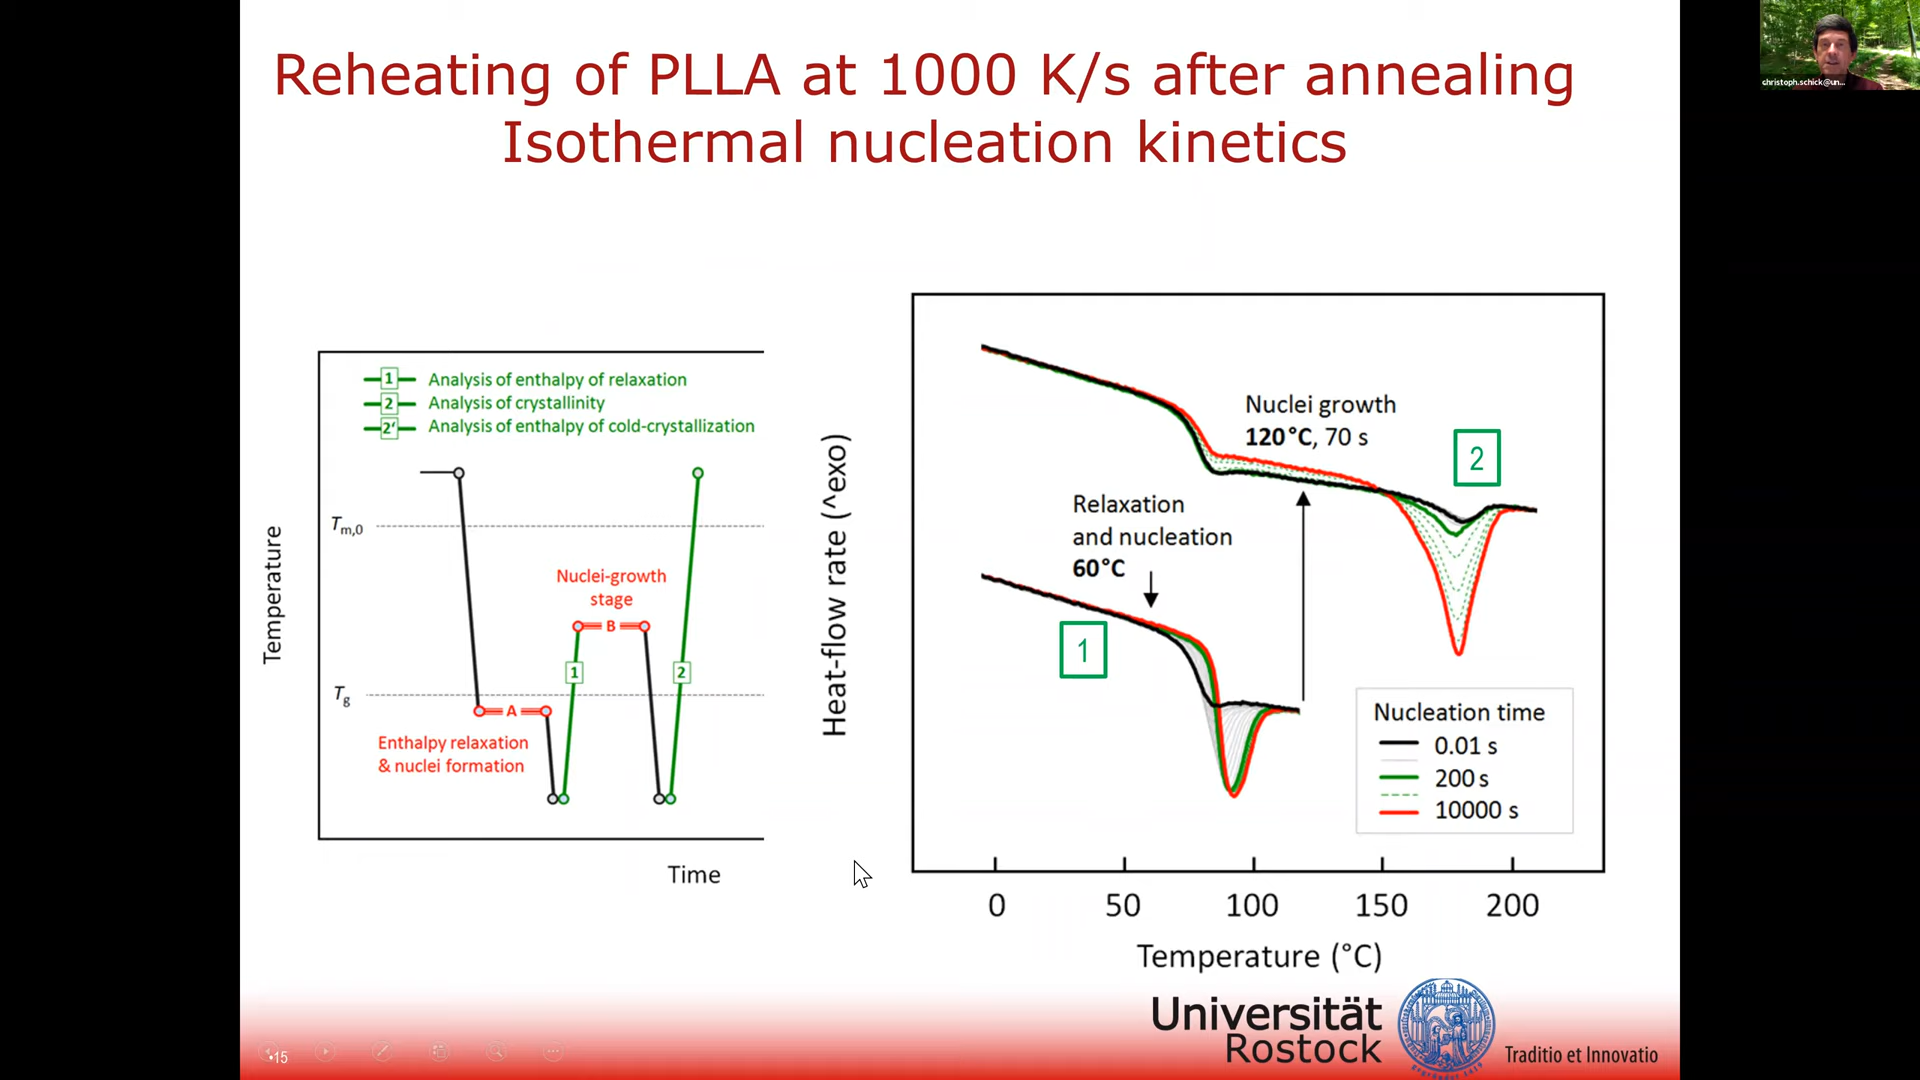 Reheating of PLLA at 1000 K/s after annealing
Isothermal nucleation kinetics
christoph.schick@un...
1 Analysis of enthalpy of relaxation
2 Analysis of crystallinity
2' Analysis of enthalpy of cold-crystallization
Temperature
Tm,0
Nuclei-growth
stage
B
1
2
Tg
A
Enthalpy relaxation
& nuclei formation
Time
Heat-flow rate (^exo)
Nuclei growth
120°C, 70 s
2
Relaxation
and nucleation
60°C
1
Nucleation time
0.01 s
200 s
10000 s
0 50 100 150 200
Temperature (°C)
Universität
Rostock
Traditio et Innovatio
•15